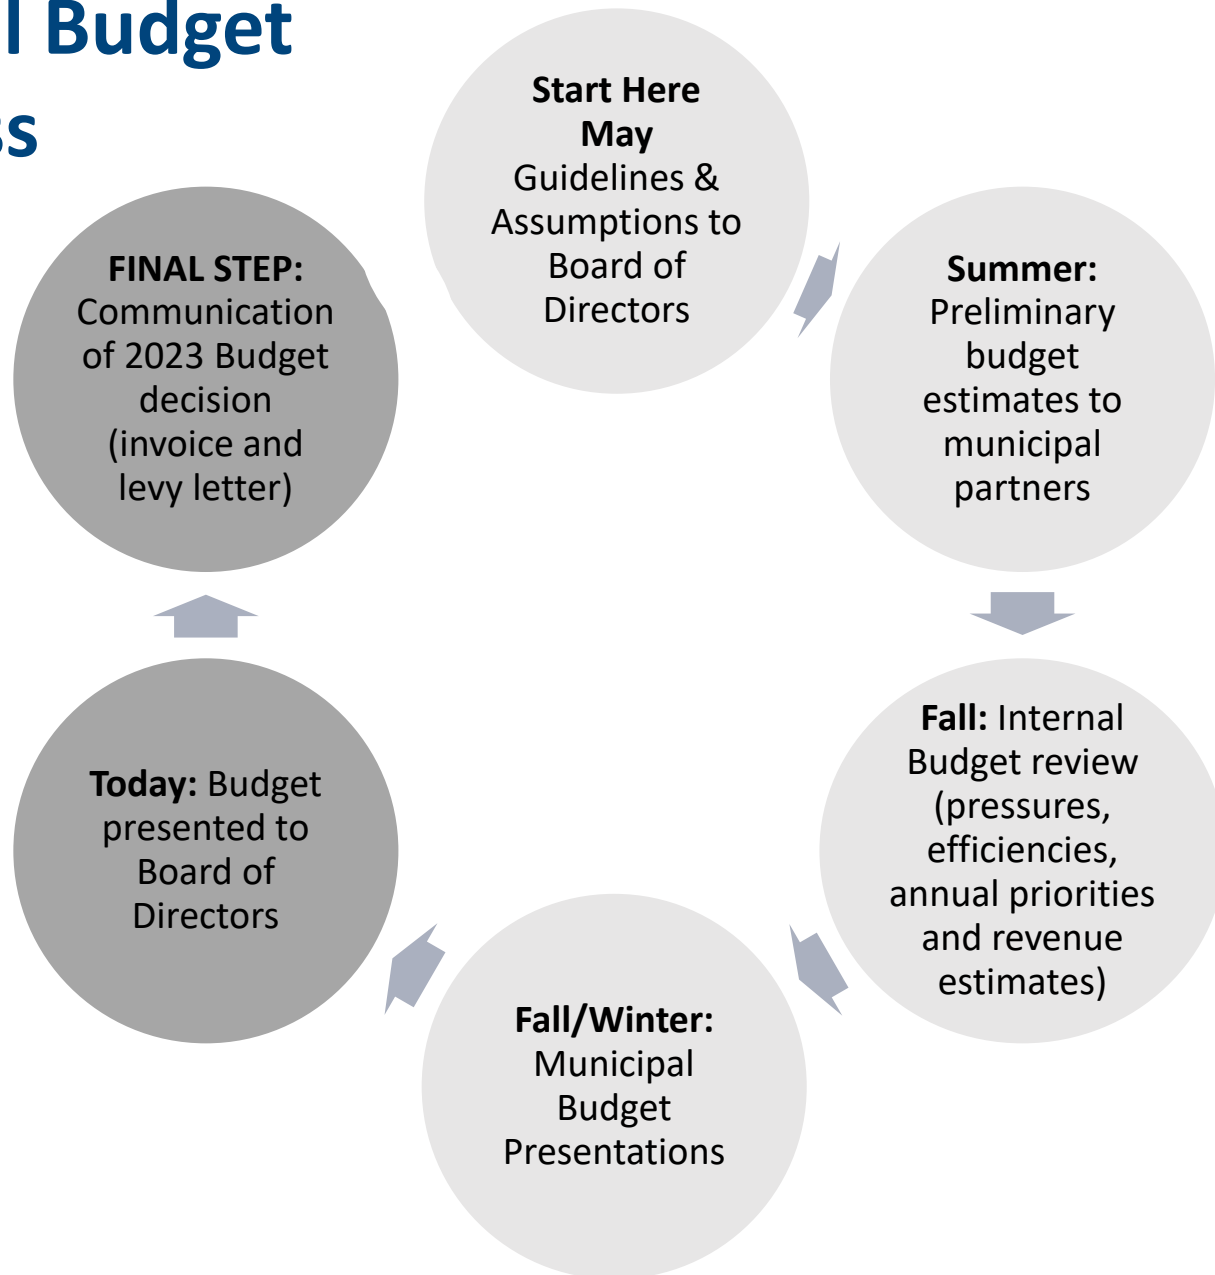 l Budget
ss
Start Here
May
Guidelines &
Assumptions to
Board of
Directors
Summer:
Preliminary
budget
estimates to
municipal
partners
Fall: Internal
Budget review
(pressures,
efficiencies,
annual priorities
and revenue
estimates)
Fall/Winter:
Municipal
Budget
Presentations
Today: Budget
presented to
Board of
Directors
FINAL STEP:
Communication
of 2023 Budget
decision
(invoice and
levy letter)